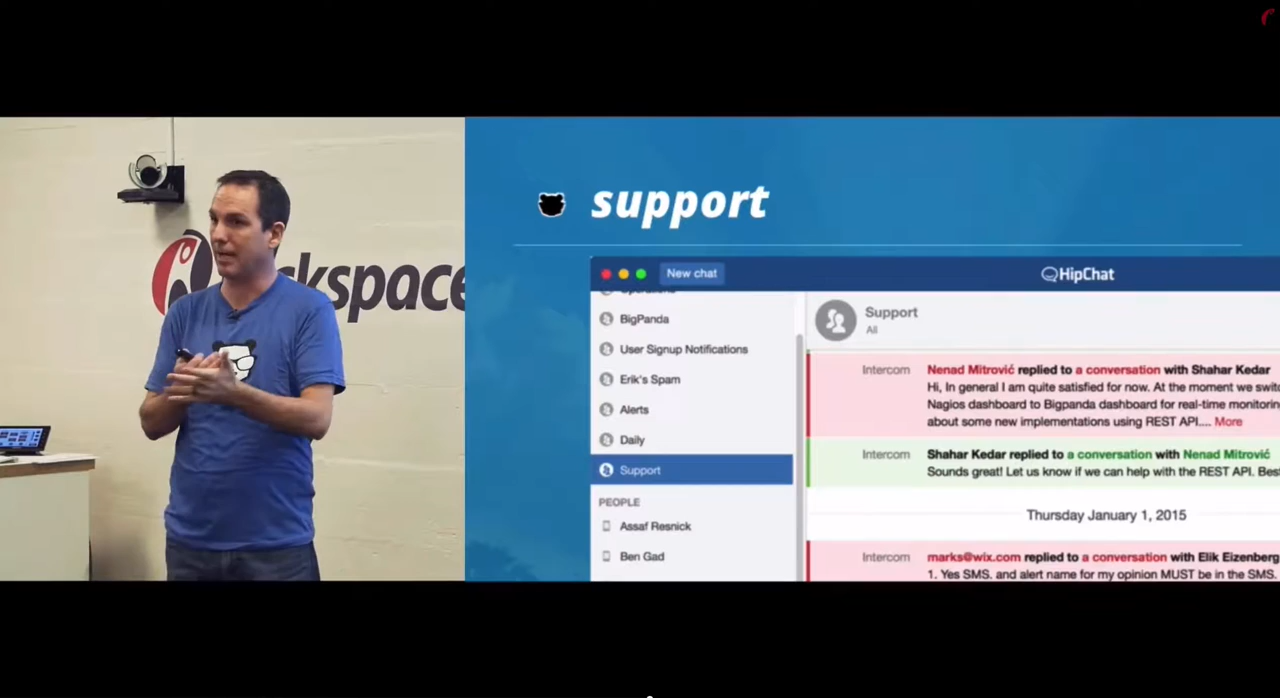 ckspace
support
New chat
HipChat
Operations
BigPanda
User Signup Notifications
Erik's Spam
Alerts
Daily
Support
PEOPLE
Assaf Resnick
Ben Gad
Support
All
Intercom
Nenad Mitrović replied to a conversation with Shahar Kedar
Hi, In general I am quite satisfied for now. At the moment we switc
Nagios dashboard to Bigpanda dashboard for real-time monitoring
about some new implementations using REST API.... More
Intercom
Shahar Kedar replied to a conversation with Nenad Mitrović
Sounds great! Let us know if we can help with the REST API. Best
Thursday January 1, 2015
Intercom
marks@wix.com replied to a conversation with Elik Eizenberg
1. Yes SMS. and alert name for my opinion MUST be in the SMS.